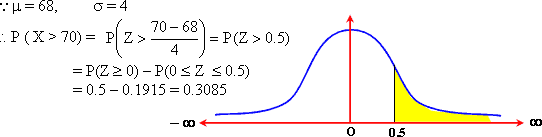 ∵ μ = 68, σ = 4
∴ P ( X > 70) = P(Z > 70 – 68 / 4) = P(Z > 0.5)
= P(Z ≥ 0) – P(0 ≤ Z ≤ 0.5)
= 0.5 – 0.1915 = 0.3085
– ∞ ∞
O 0.5